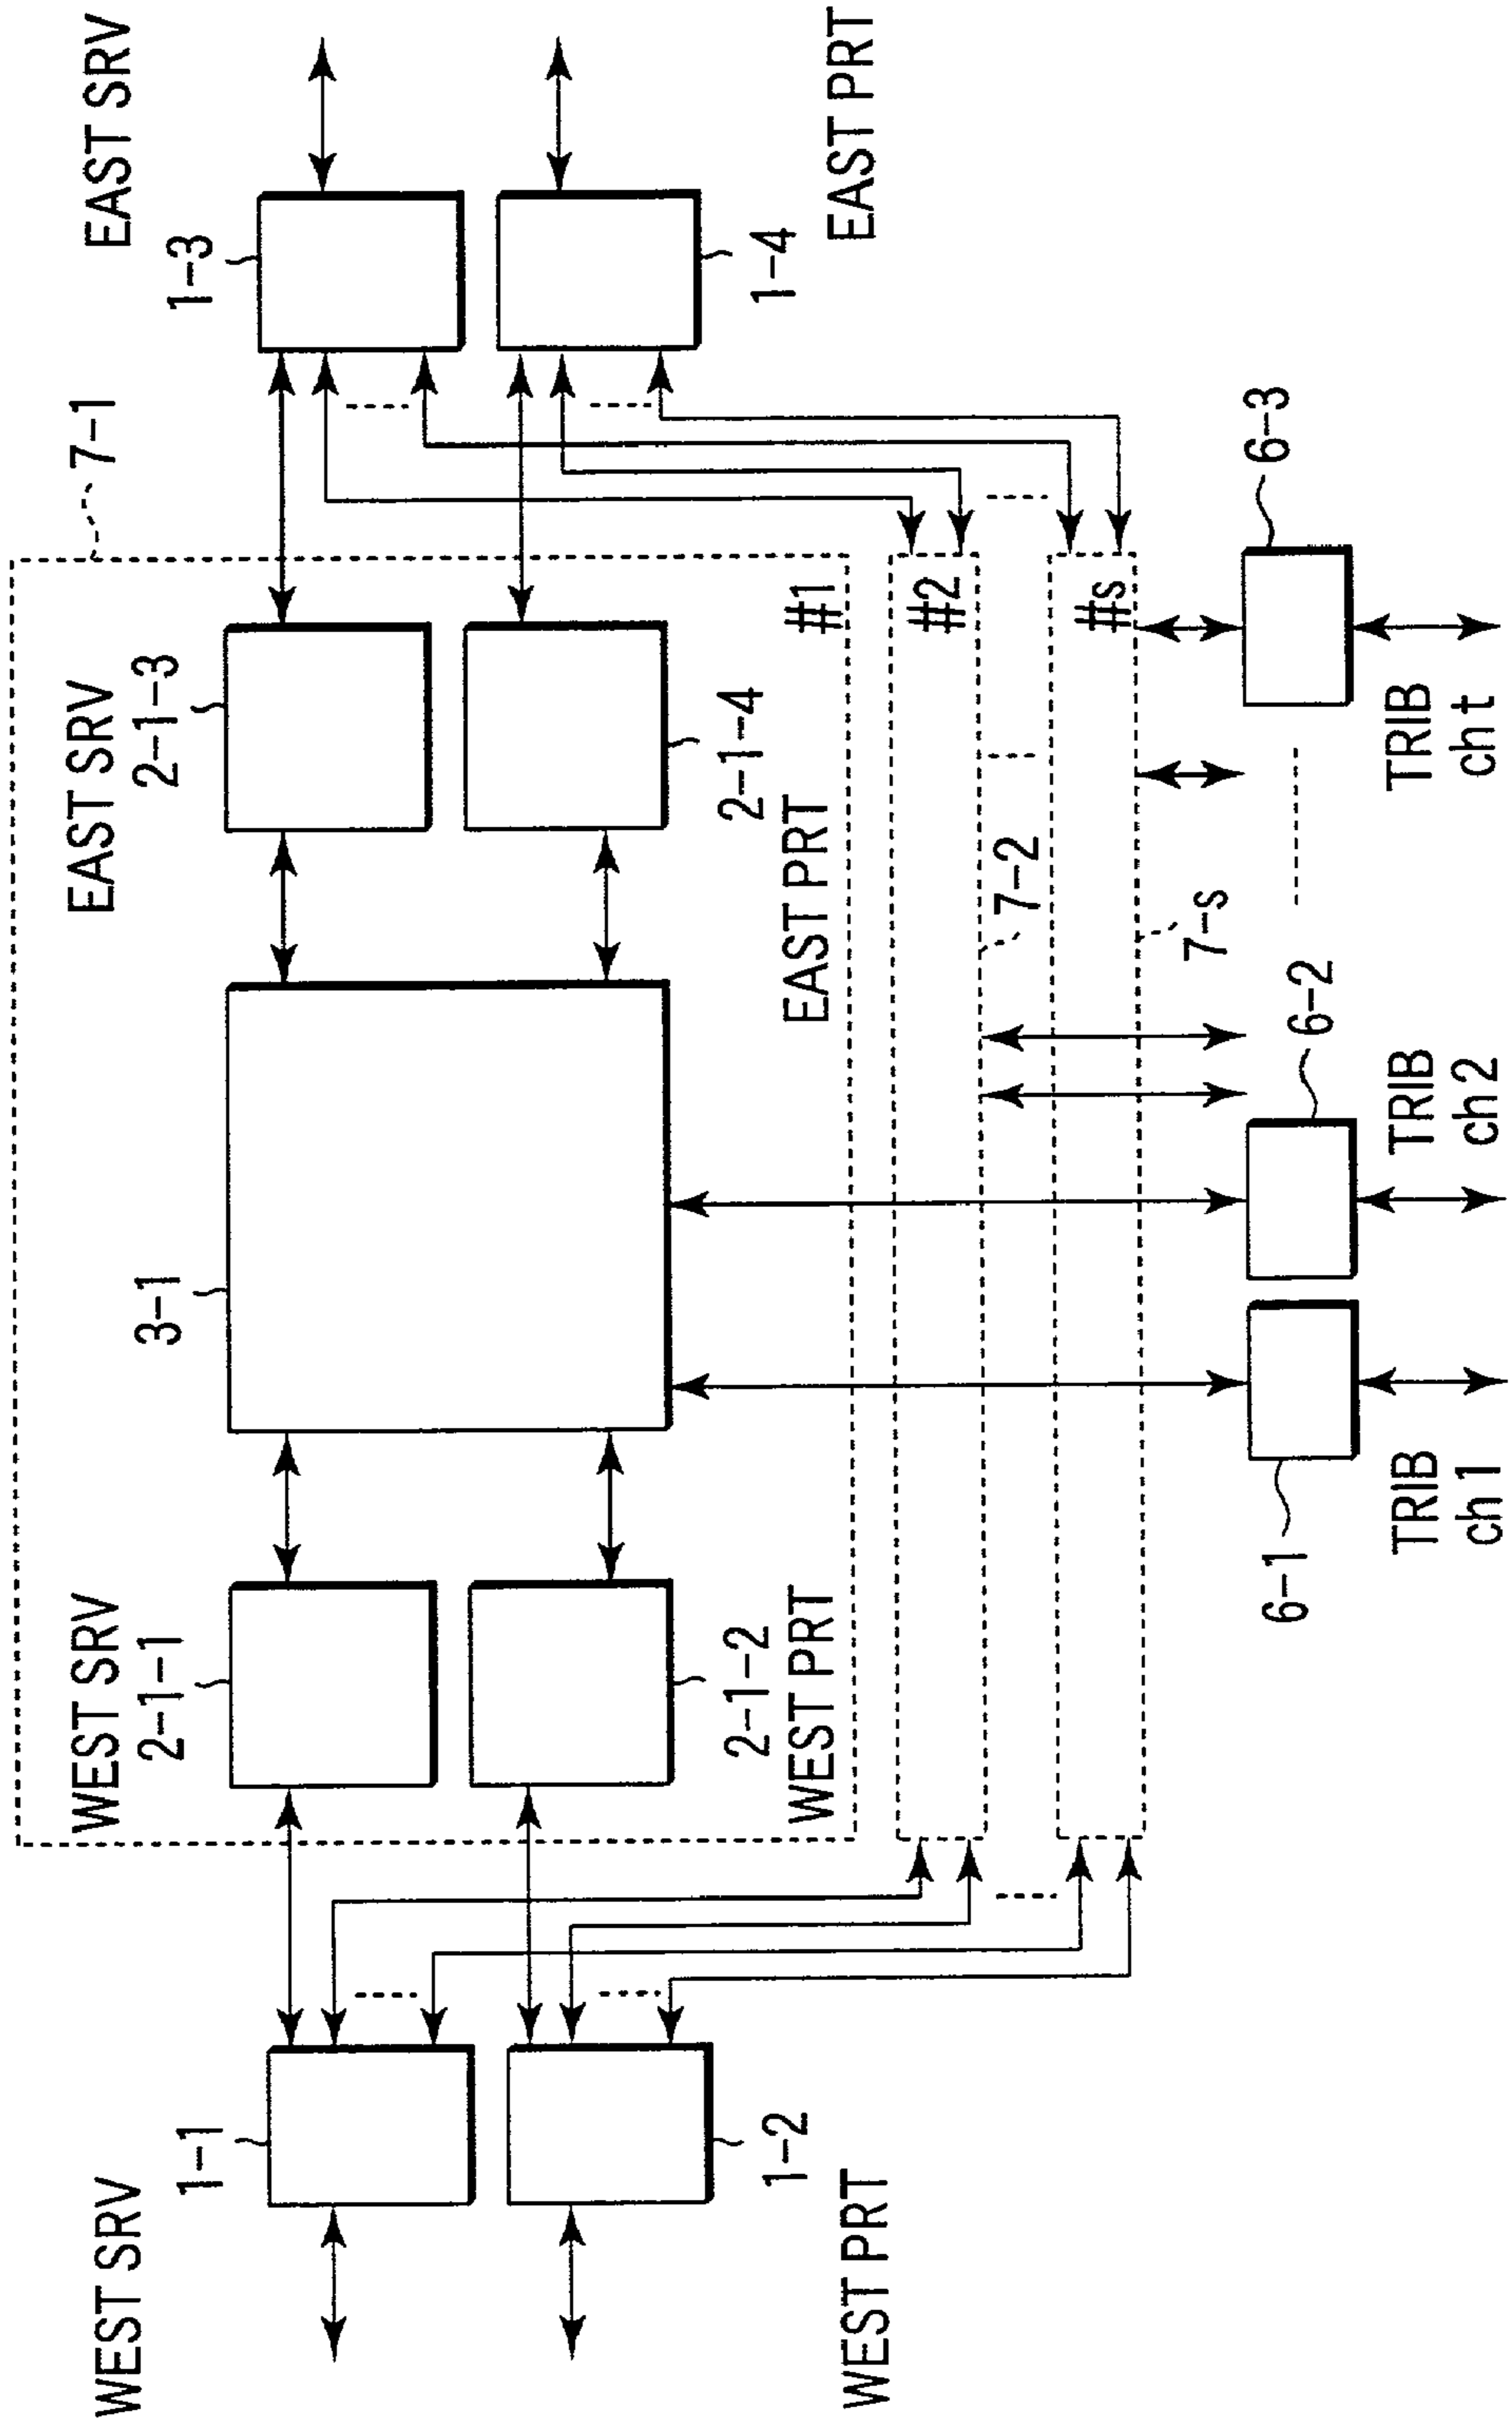 WEST SRV
1-1
1-2
WEST PRT
7-1
WEST SRV
2-1-1
2-1-2
WEST PRT
3-1
EAST SRV
2-1-3
2-1-4
EAST PRT
#1
#2
#s
7-2
7-s
EAST SRV
1-3
1-4
EAST PRT
6-1
TRIB
ch 1
6-2
TRIB
ch 2
6-3
TRIB
ch t